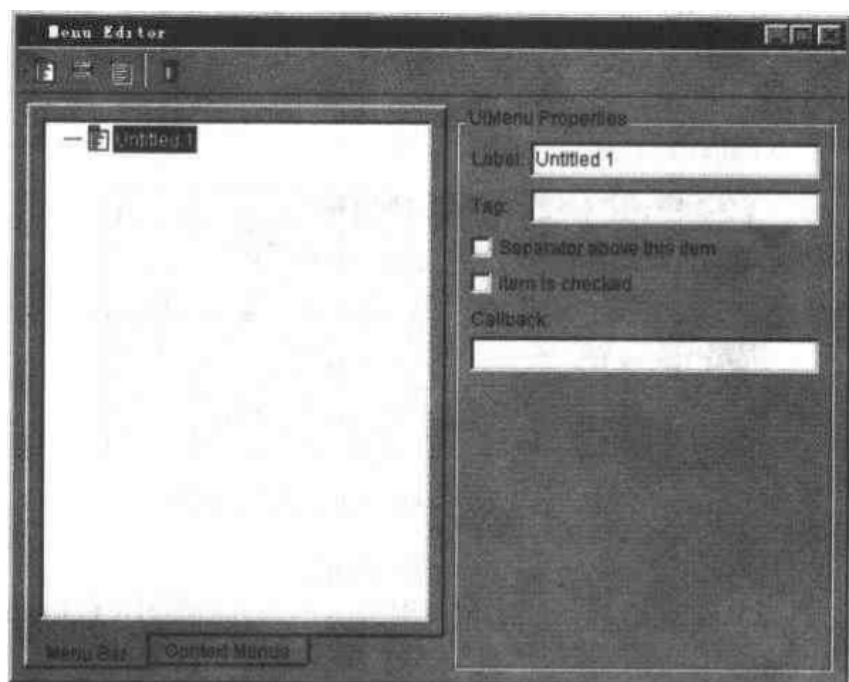 Menu Editor
Untitled 1
UIMenu Properties
Label: Untitled 1
Tag:
Separator above this item
Item is checked
Callback:
Menu Bar
Context Menus